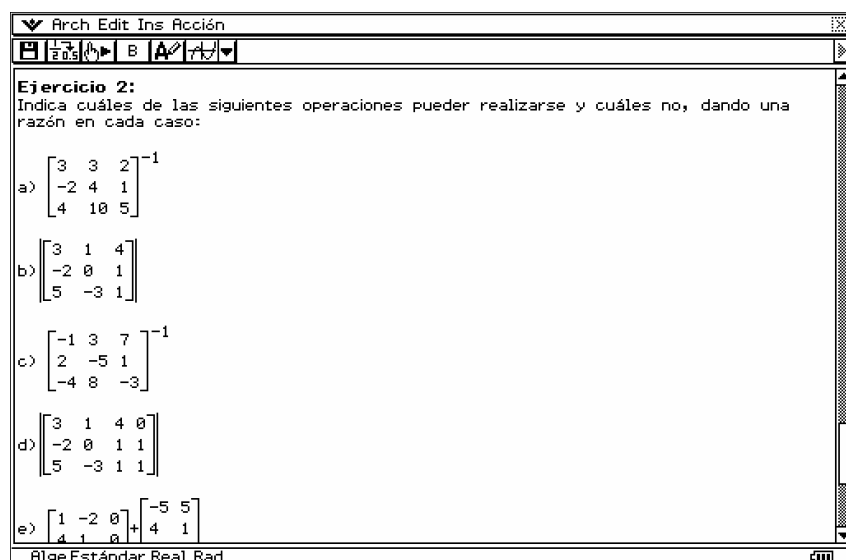 Arch Edit Ins Acción
B
Ejercicio 2:
Indica cuáles de las siguientes operaciones pueder realizarse y cuáles no, dando una
razón en cada caso:
a) [3 3 2
-2 4 1
4 10 5]^-1
b) |[3 1 4
-2 0 1
5 -3 1]|
c) [-1 3 7
2 -5 1
-4 8 -3]^-1
d) |[3 1 4 0
-2 0 1 1
5 -3 1 1]|
e) [1 -2 0 + [-5 5
4 1 0 4 1
Alge Estándar Real Rad